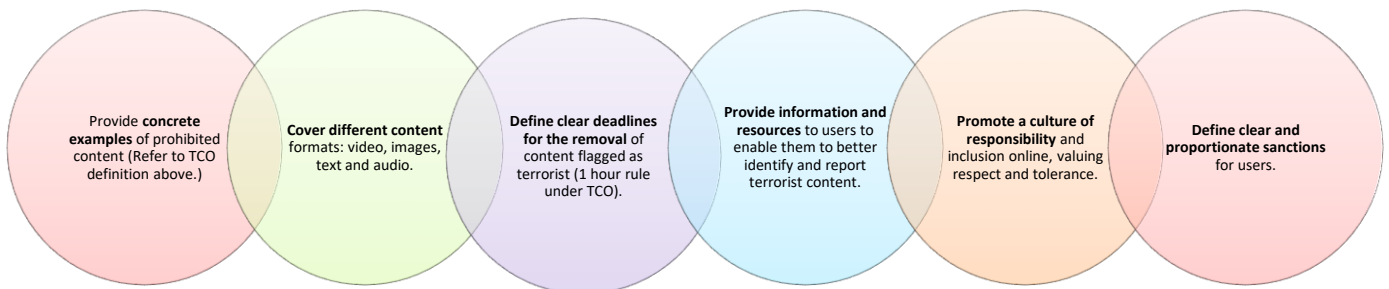 Provide concrete
examples of prohibited
content (Refer to TCO
definition above.)
Cover different content
formats: video, images,
text and audio.
Define clear deadlines
for the removal of
content flagged as
terrorist (1 hour rule
under TCO).
Provide information and
resources to users to
enable them to better
identify and report
terrorist content.
Promote a culture of
responsibility and
inclusion online, valuing
respect and tolerance.
Define clear and
proportionate sanctions
for users.